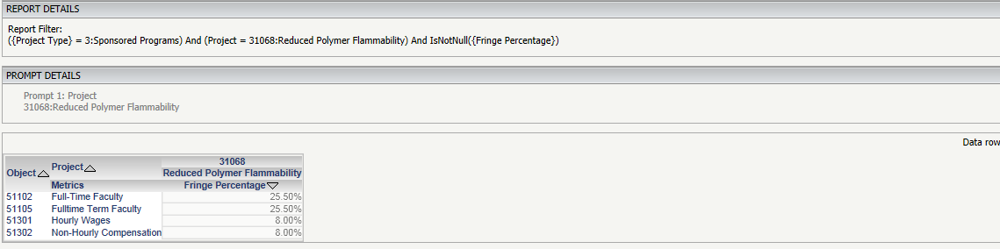 REPORT DETAILS
Report Filter:
({Project Type} = 3:Sponsored Programs) And (Project = 31068:Reduced Polymer Flammability) And IsNotNull({Fringe Percentage})
PROMPT DETAILS
Prompt 1: Project
31068:Reduced Polymer Flammability
Data row
Object Project 31068
Reduced Polymer Flammability
Metrics Fringe Percentage
51102 Full-Time Faculty 25.50%
51105 Fulltime Term Faculty 25.50%
51301 Hourly Wages 8.00%
51302 Non-Hourly Compensation 8.00%